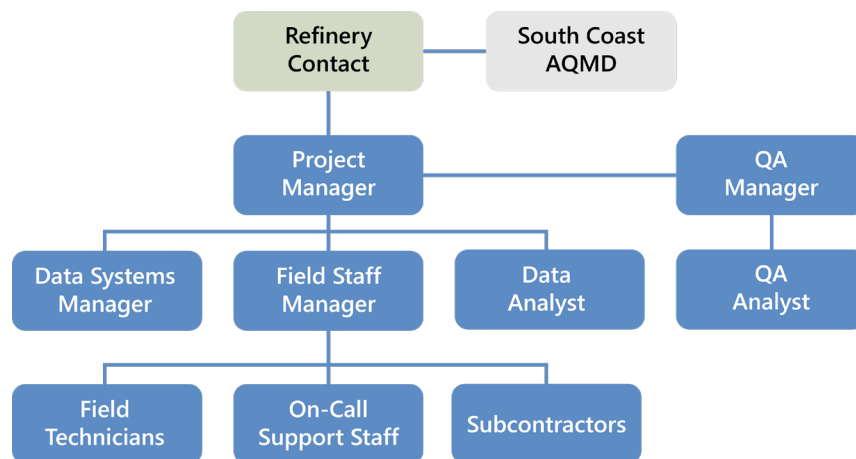 Refinery
Contact
South Coast
AQMD
Project
Manager
QA
Manager
Data Systems
Manager
Field Staff
Manager
Data
Analyst
QA
Analyst
Field
Technicians
On-Call
Support Staff
Subcontractors